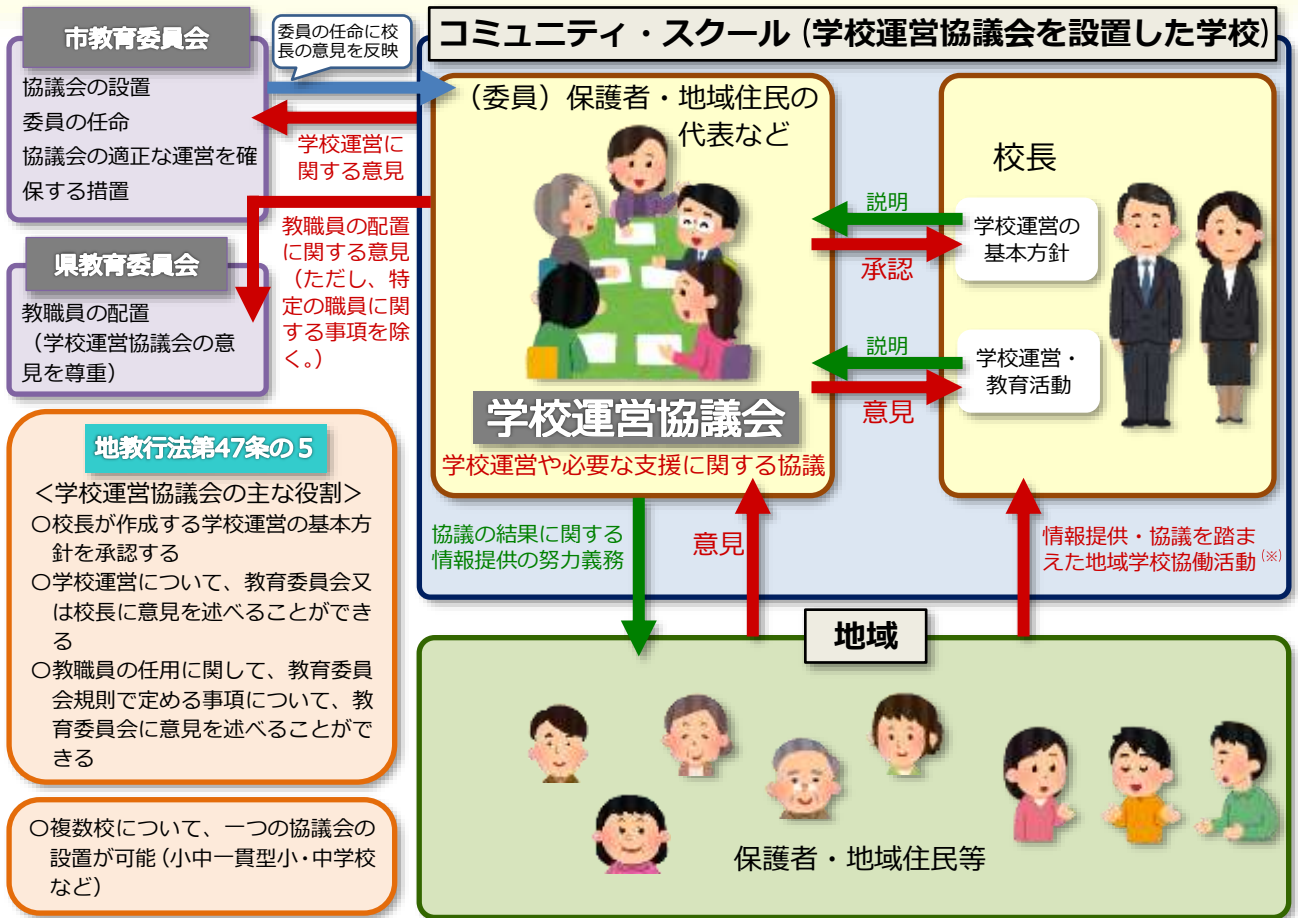 市教育委員会
協議会の設置
委員の任命
協議会の適正な運営を確
保する措置
委員の任命に校
長の意見を反映
学校運営に
関する意見
教職員の配置
に関する意見
(ただし、特
定の職員に関
する事項を除
く。)
県教育委員会
教職員の配置
(学校運営協議会の意
見を尊重)
コミュニティ・スクール(学校運営協議会を設置した学校)
(委員)保護者・地域住民の
代表など
学校運営協議会
学校運営や必要な支援に関する協議
説明
承認
説明
意見
校長
学校運営の
基本方針
学校運営・
教育活動
協議の結果に関する
情報提供の努力義務
意見
情報提供・協議を踏ま
えた地域学校協働活動(※)
地教行法第47条の5
<学校運営協議会の主な役割>
○校長が作成する学校運営の基本方
針を承認する
○学校運営について、教育委員会又
は校長に意見を述べることができ
る
○教職員の任用に関して、教育委員
会規則で定める事項について、教
育委員会に意見を述べることがで
きる
○複数校について、一つの協議会の
設置が可能(小中一貫型小・中学校
など)
地域
保護者・地域住民等